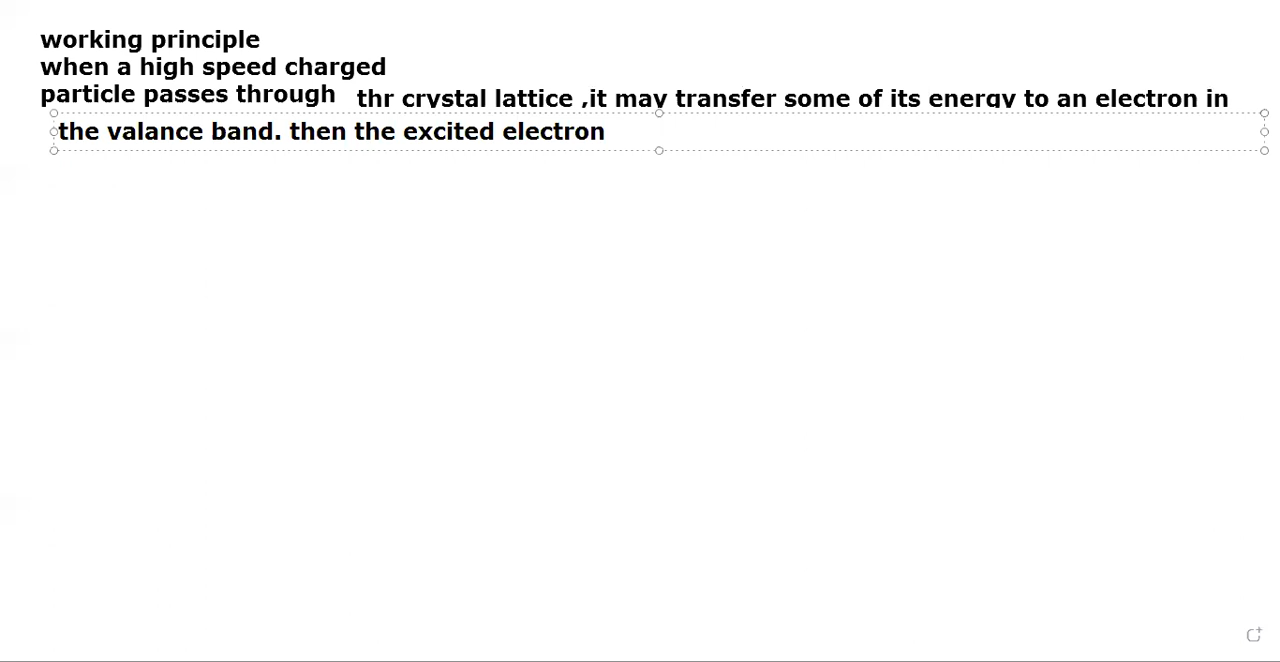 working principle
when a high speed charged
particle passes through thr crystal lattice ,it may transfer some of its energy to an electron in
the valance band. then the excited electron